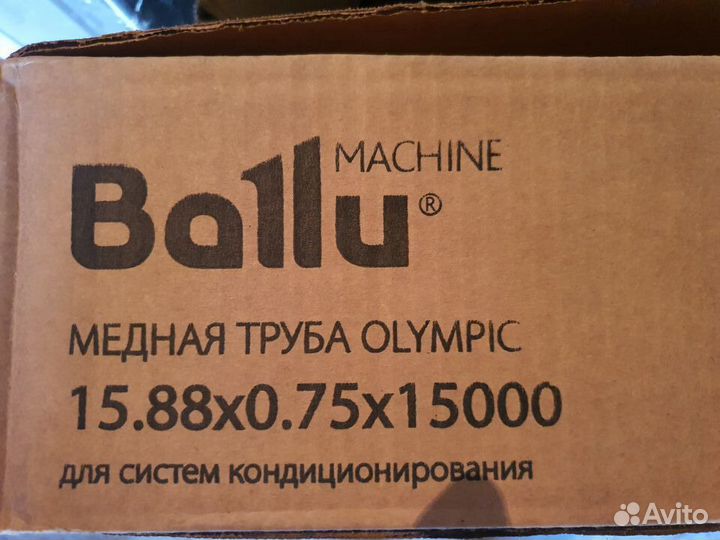 Ballu MACHINE
®
МЕДНАЯ ТРУБА OLYMPIC
15.88x0.75x15000
для систем кондиционирования
Avito